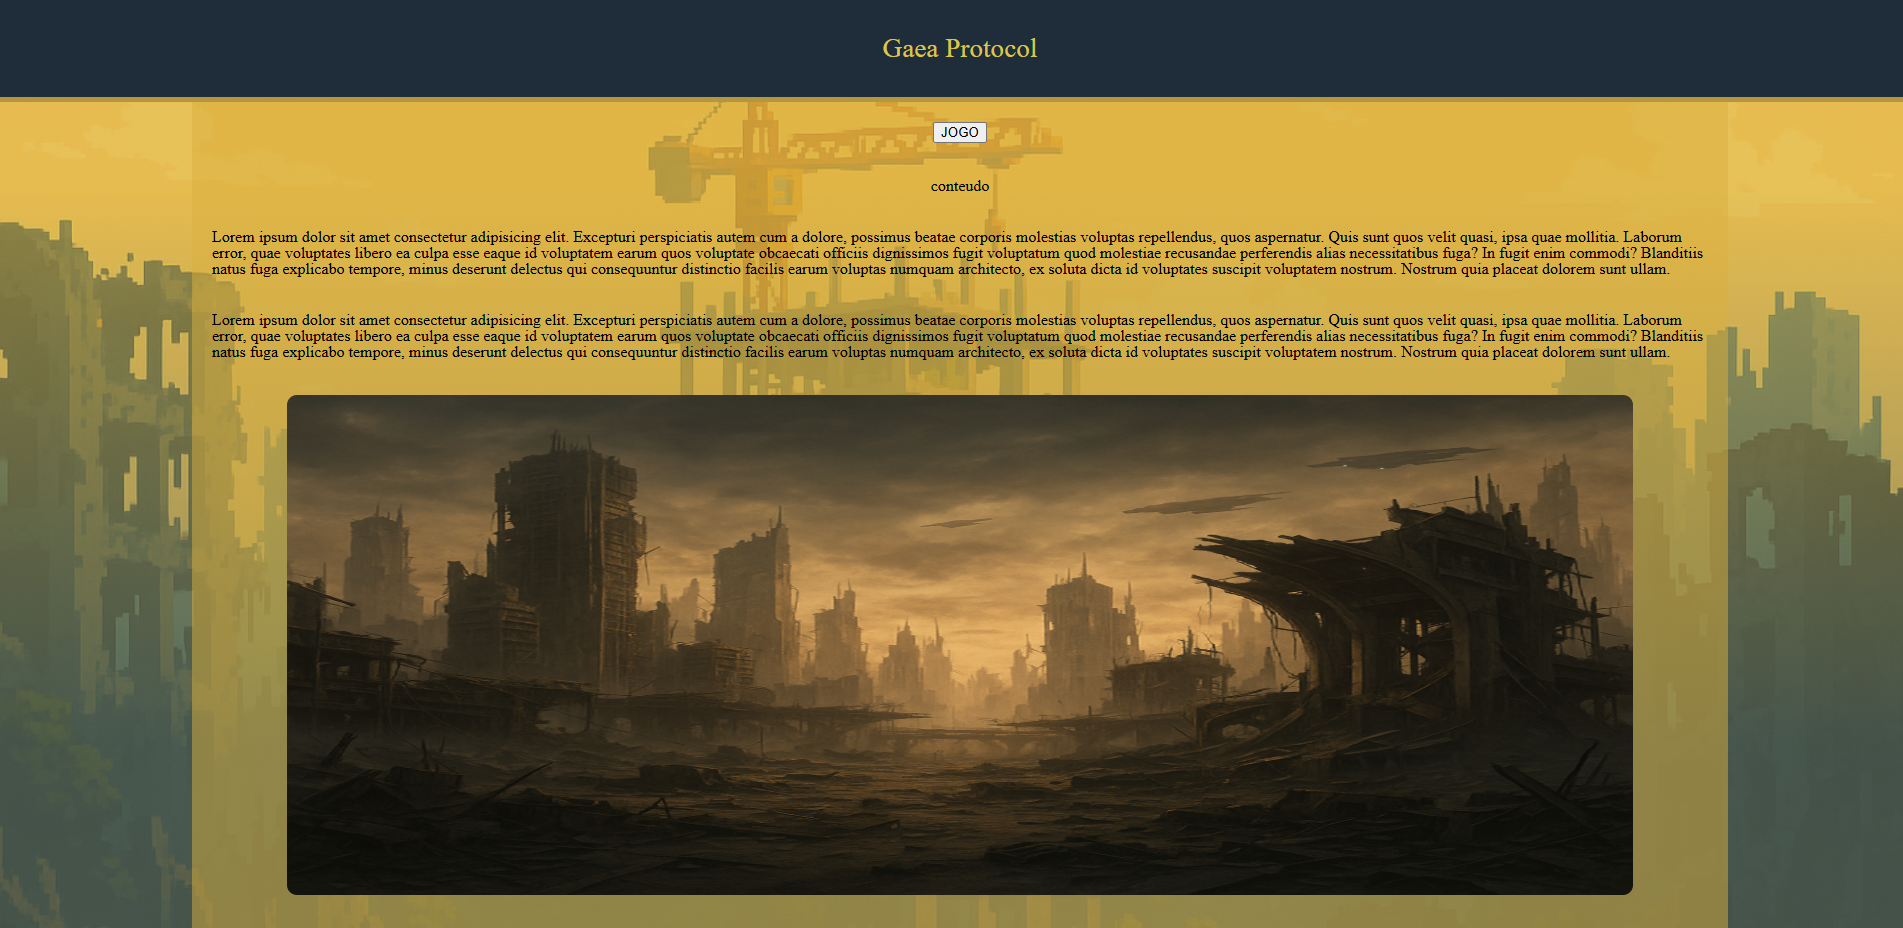 Gaea Protocol
JOGO
conteudo
Lorem ipsum dolor sit amet consectetur adipisicing elit. Excepturi perspiciatis autem cum a dolore, possimus beatae corporis molestias voluptas repellendus, quos aspernatur. Quis sunt quos velit quasi, ipsa quae mollitia. Laborum
error, quae voluptates libero ea culpa esse eaque id voluptatem earum quos voluptate obcaecati officiis dignissimos fugit voluptatum quod molestiae recusandae perferendis alias necessitatibus fuga? In fugit enim commodi? Blanditiis
natus fuga explicabo tempore, minus deserunt delectus qui consequuntur distinctio facilis earum voluptas numquam architecto, ex soluta dicta id voluptates suscipit voluptatem nostrum. Nostrum quia placeat dolorem sunt ullam.
Lorem ipsum dolor sit amet consectetur adipisicing elit. Excepturi perspiciatis autem cum a dolore, possimus beatae corporis molestias voluptas repellendus, quos aspernatur. Quis sunt quos velit quasi, ipsa quae mollitia. Laborum
error, quae voluptates libero ea culpa esse eaque id voluptatem earum quos voluptate obcaecati officiis dignissimos fugit voluptatum quod molestiae recusandae perferendis alias necessitatibus fuga? In fugit enim commodi? Blanditiis
natus fuga explicabo tempore, minus deserunt delectus qui consequuntur distinctio facilis earum voluptas numquam architecto, ex soluta dicta id voluptates suscipit voluptatem nostrum. Nostrum quia placeat dolorem sunt ullam.